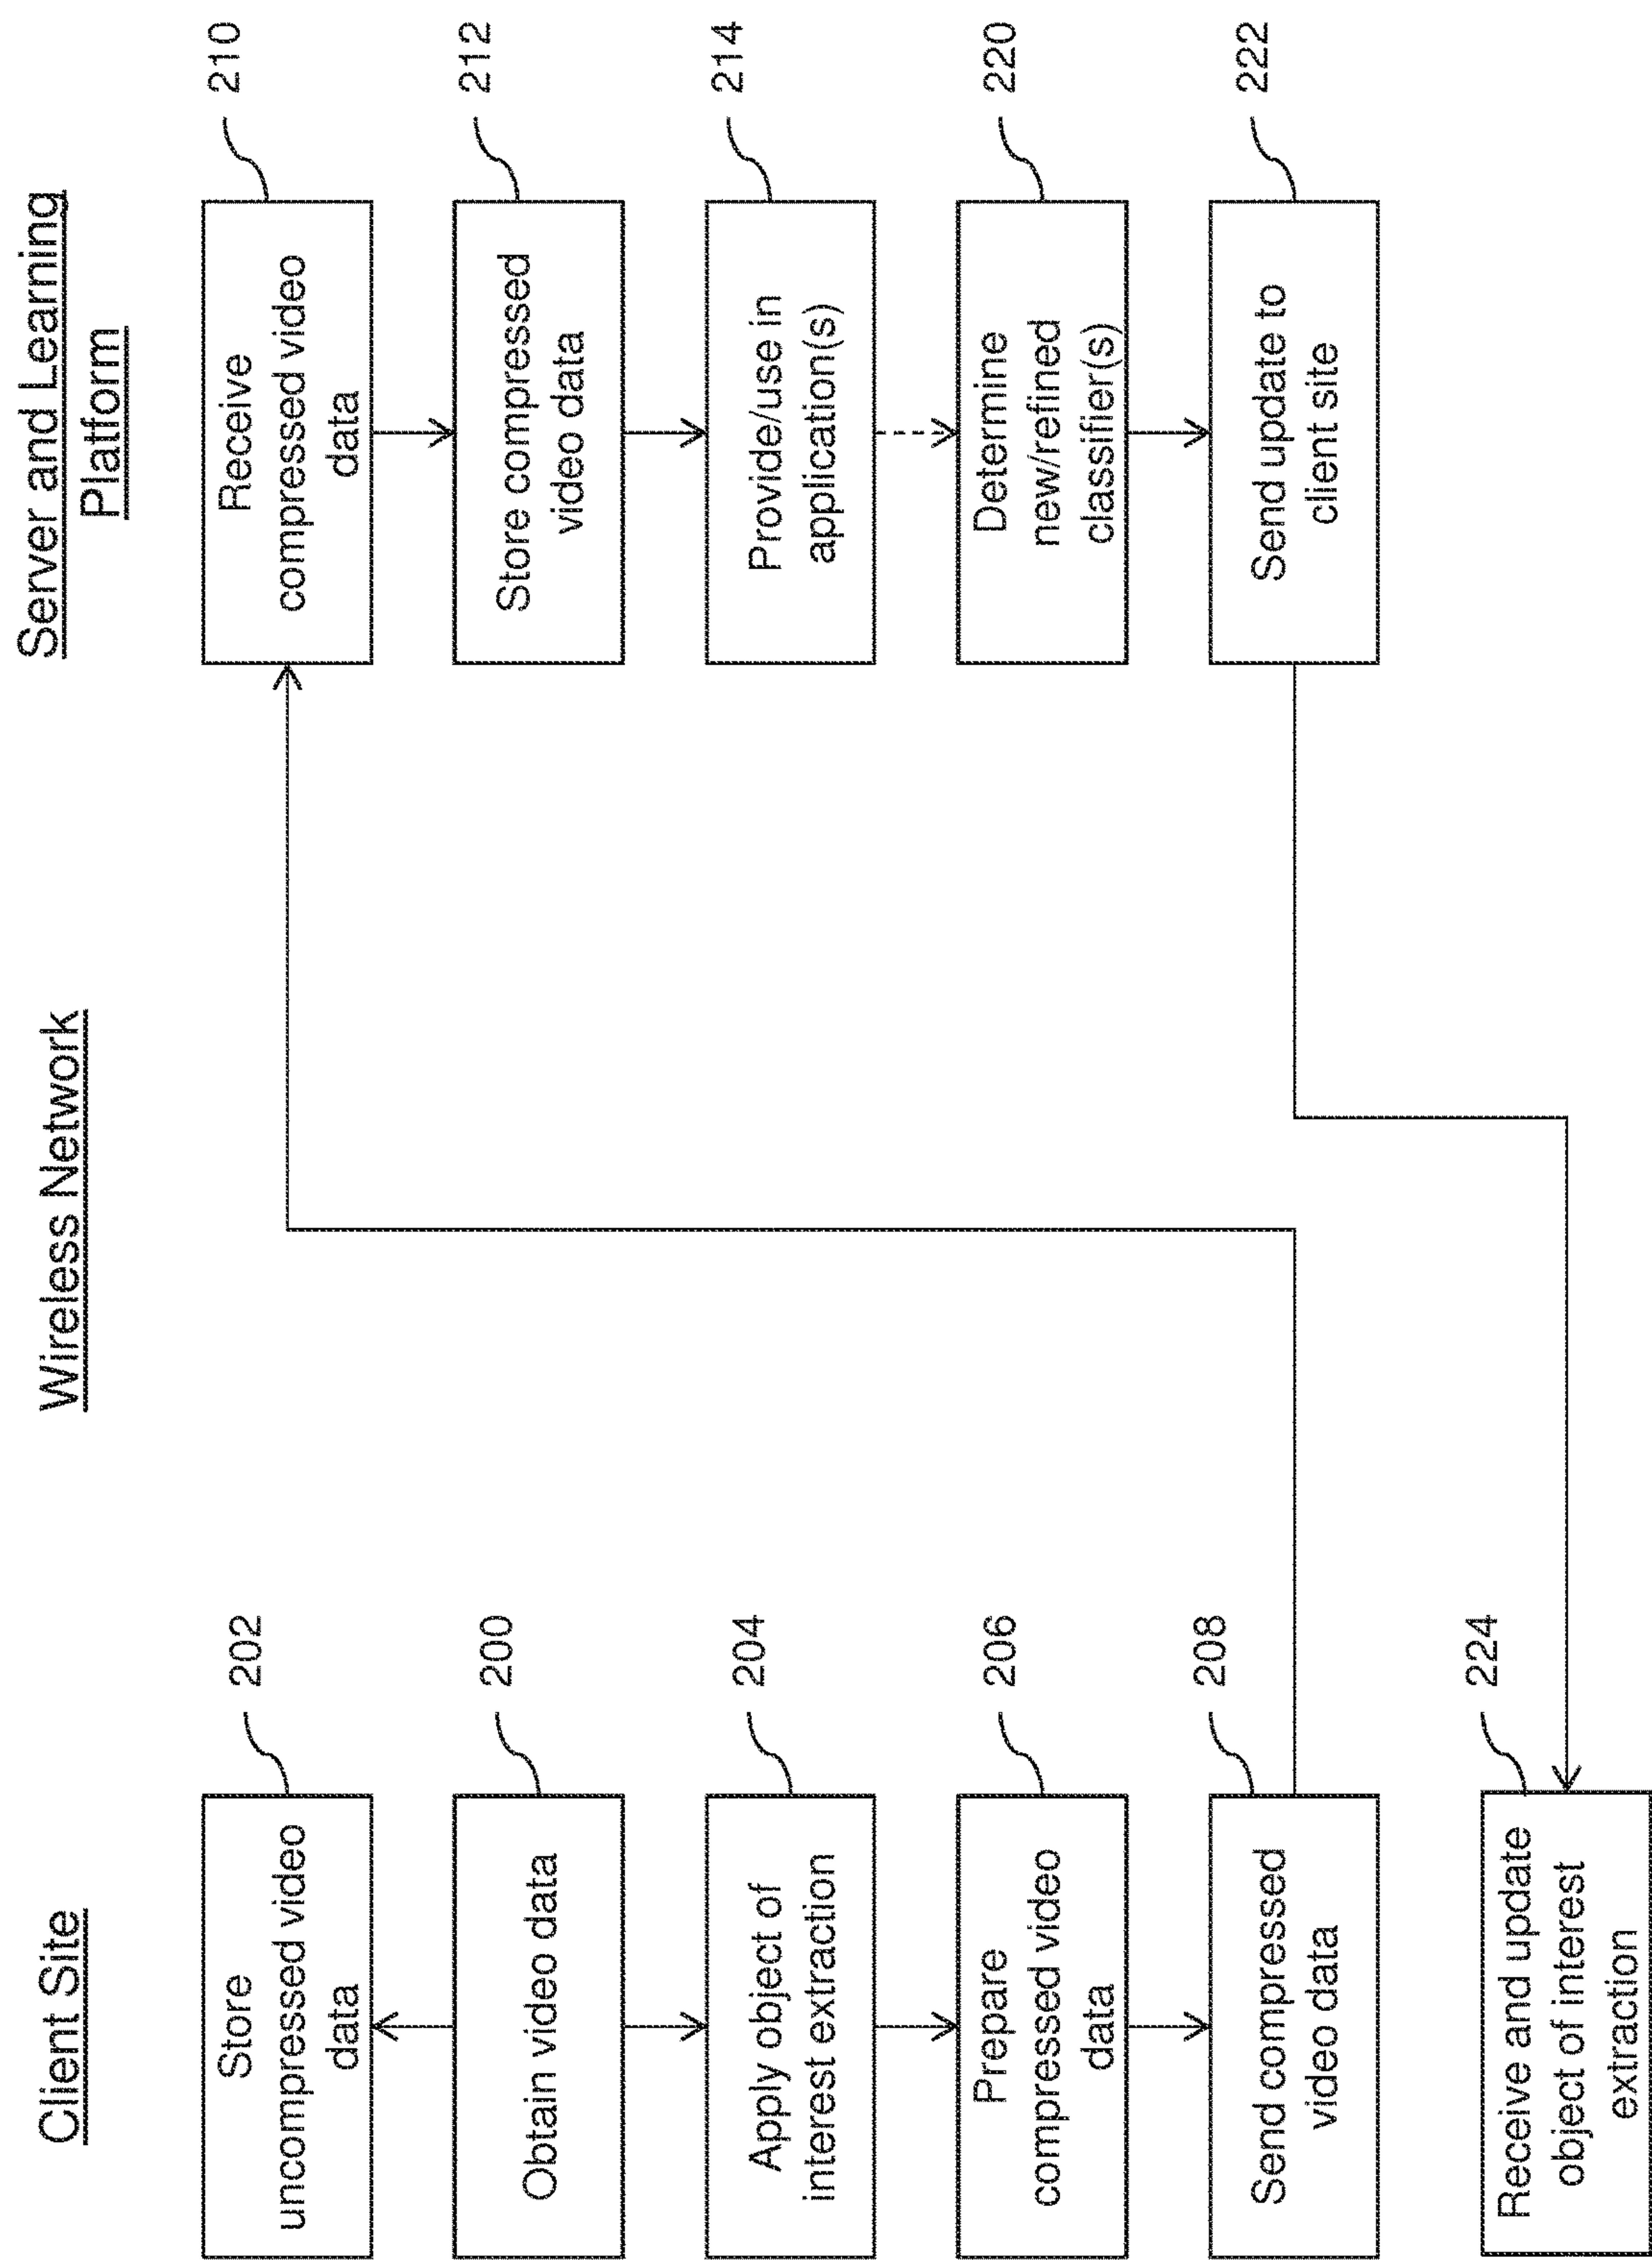 Client Site
Store
uncompressed video
data
202
Obtain video data
200
Apply object of
interest extraction
204
Prepare
compressed video
data
206
Send compressed
video data
208
Receive and update
object of interest
extraction
224
Wireless Network
Server and Learning
Platform
Receive
compressed video
data
210
Store compressed
video data
212
Provide/use in
application(s)
214
Determine
new/refined
classifier(s)
220
Send update to
client site
222